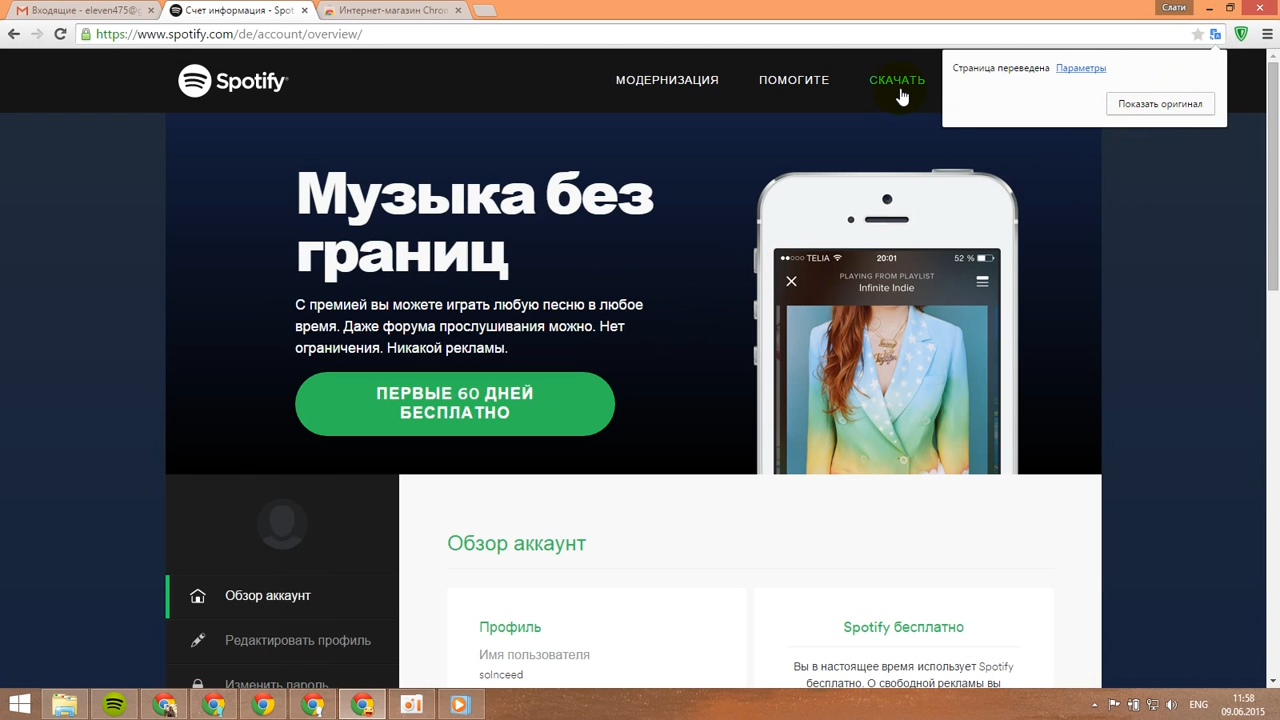 Входящие - eleven475@g
Счет информация - Spot
Интернет-магазин Chron
Слати
https://www.spotify.com/de/account/overview/
Страница переведена Параметры
Показать оригинал
Spotify
МОДЕРНИЗАЦИЯ ПОМОГИТЕ СКАЧАТЬ
Музыка без
границ
С премией вы можете играть любую песню в любое
время. Даже форума прослушивания можно. Нет
ограничения. Никакой рекламы.
ПЕРВЫЕ 60 ДНЕЙ
БЕСПЛАТНО
TELIA 20:01 52 %
PLAYING FROM PLAYLIST
Infinite Indie
Обзор аккаунт
Обзор аккаунт
Редактировать профиль
Изменить пароль
Профиль
Имя пользователя
solnceed
Spotify бесплатно
Вы в настоящее время использует Spotify
бесплатно. О свободной рекламы вы
ENG
11:58
09.06.2015